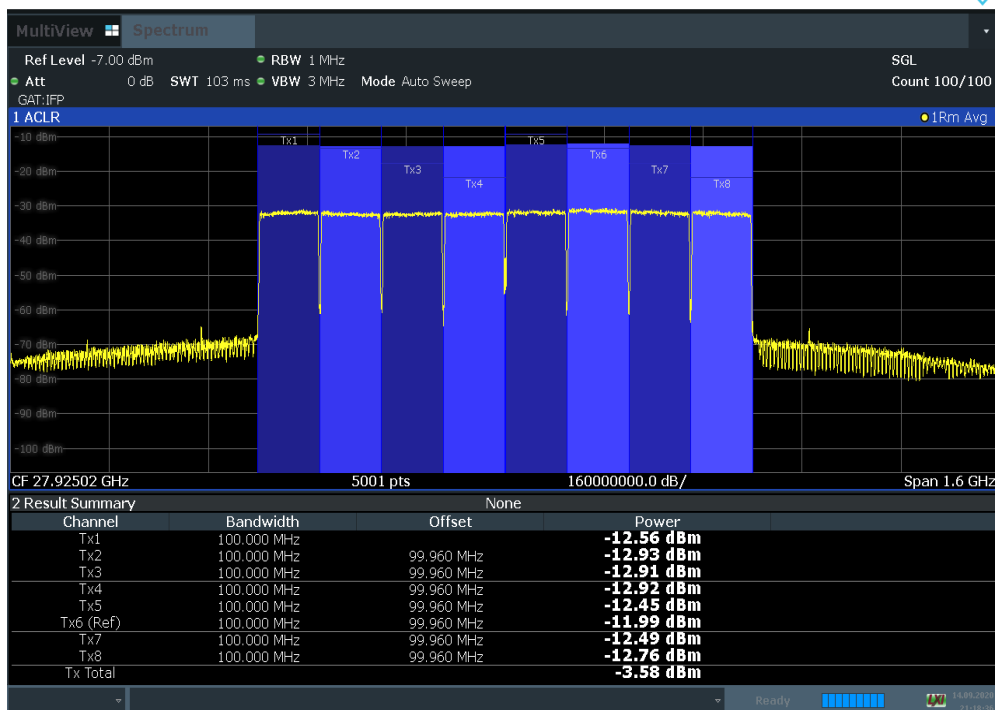 MultiView Spectrum
Ref Level -7.00 dBm RBW 1 MHz SGL
Att 0 dB SWT 103 ms VBW 3 MHz Mode Auto Sweep Count 100/100
GAT:IFP
1 ACLR 1Rm Avg
-10 dBm
Tx1 Tx5
Tx2 Tx6
-20 dBm Tx3 Tx7
Tx4 Tx8
-30 dBm
-40 dBm
-50 dBm
-60 dBm
-70 dBm
-80 dBm
-90 dBm
-100 dBm
CF 27.92502 GHz 5001 pts 160000000.0 dB/ Span 1.6 GHz
2 Result Summary None
Channel Bandwidth Offset Power
Tx1 100.000 MHz -12.56 dBm
Tx2 100.000 MHz 99.960 MHz -12.93 dBm
Tx3 100.000 MHz 99.960 MHz -12.91 dBm
Tx4 100.000 MHz 99.960 MHz -12.92 dBm
Tx5 100.000 MHz 99.960 MHz -12.45 dBm
Tx6 (Ref) 100.000 MHz 99.960 MHz -11.99 dBm
Tx7 100.000 MHz 99.960 MHz -12.49 dBm
Tx8 100.000 MHz 99.960 MHz -12.76 dBm
Tx Total -3.58 dBm
Ready LXI 14.09.2020